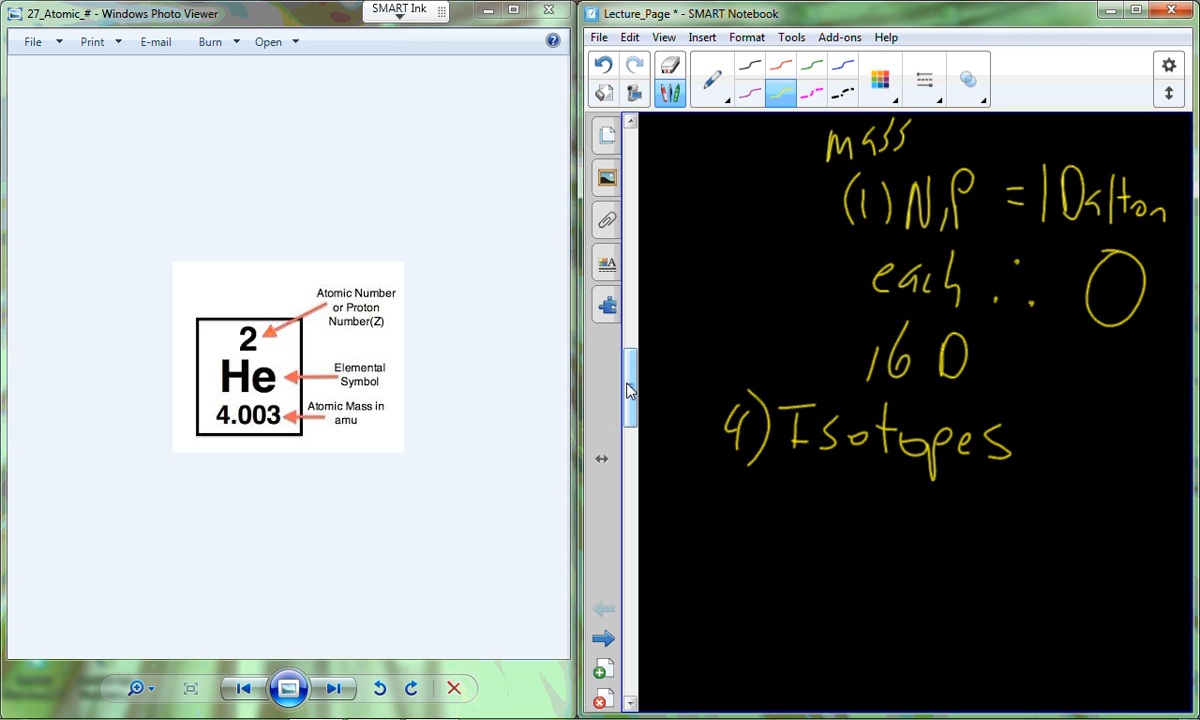 27_Atomic_# - Windows Photo Viewer
SMART Ink
File Print E-mail Burn Open
Atomic Number
or Proton
Number(Z)
2
He
Elemental
Symbol
4.003
Atomic Mass in
amu
Lecture_Page * - SMART Notebook
File Edit View Insert Format Tools Add-ons Help
mass
(1) N,P = 1 Dalton
each ∴ O
16 D
4) Isotopes